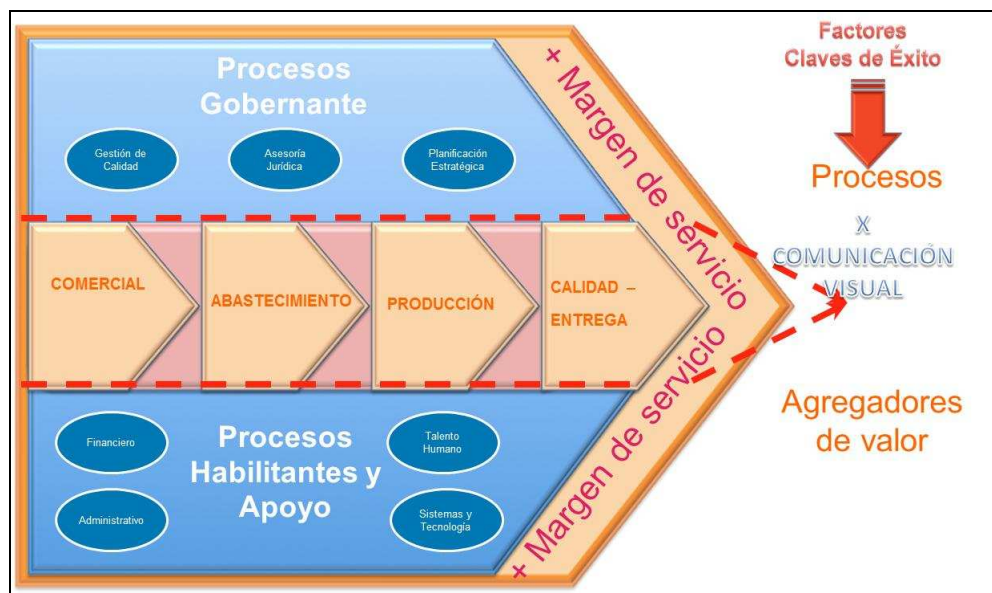 Procesos
Gobernante
Gestión de
Calidad
Asesoría
Jurídica
Planificación
Estratégica
COMERCIAL
ABASTECIMIENTO
PRODUCCIÓN
CALIDAD –
ENTREGA
Procesos
Habilitantes y
Apoyo
Financiero
Administrativo
Talento
Humano
Sistemas y
Tecnología
+ Margen de servicio
+ Margen de servicio
Factores
Claves de Éxito
Procesos
X
COMUNICACIÓN
VISUAL
Agregadores
de valor